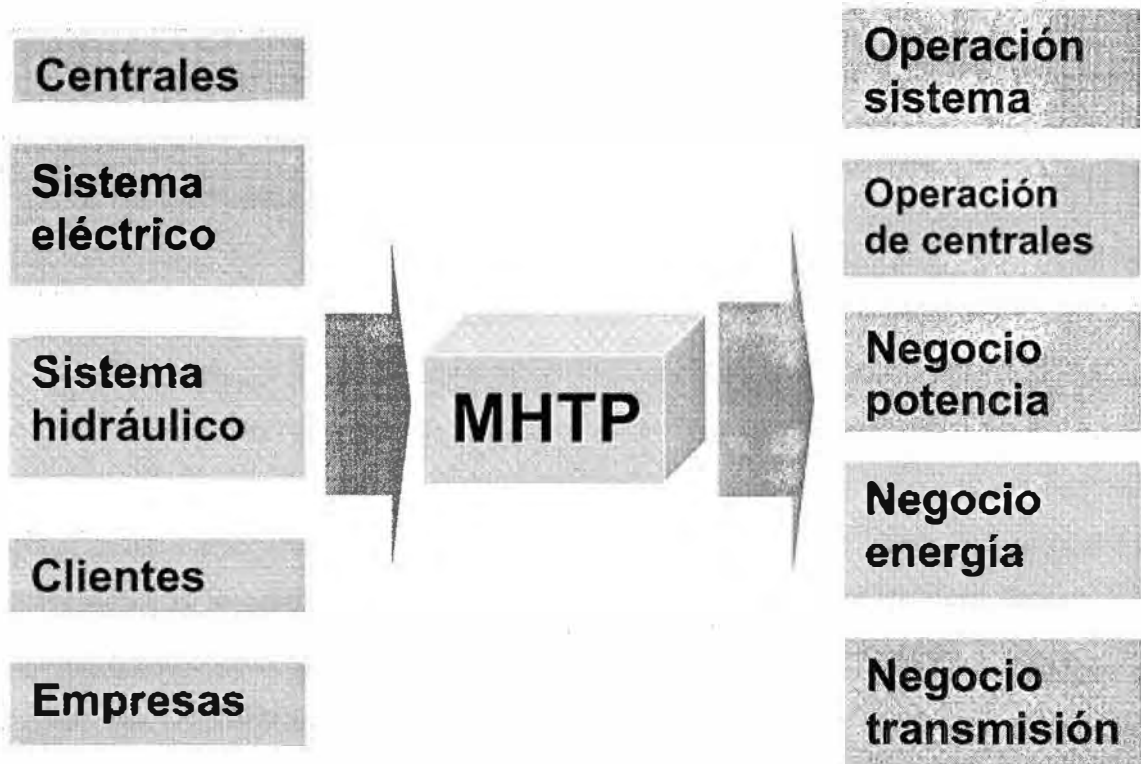 Centrales
Sistema
eléctrico
Sistema
hidráulico
Clientes
Empresas
MHTP
Operación
sistema
Operación
de centrales
Negocio
potencia
Negocio
energía
Negocio
transmisión